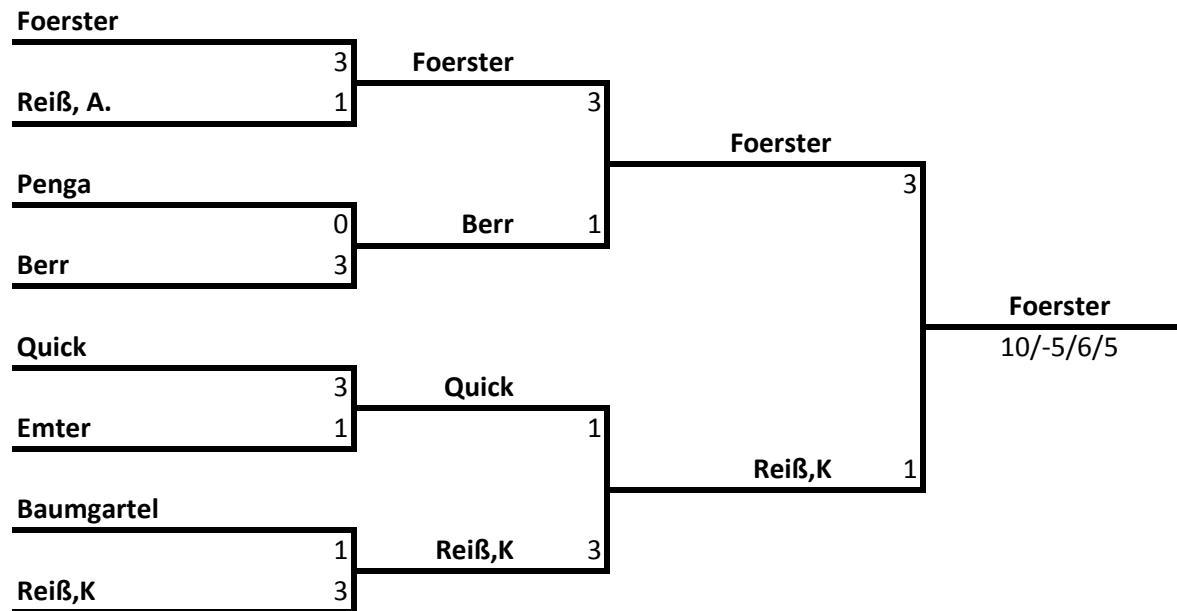 Foerster
3
Foerster
Reiß, A.
1
3
Foerster
Penga
3
0
Berr
1
Berr
3
Foerster
10/-5/6/5
Quick
3
Quick
Emter
1
1
Reiß,K
1
Baumgartel
1
Reiß,K
3
Reiß,K
3